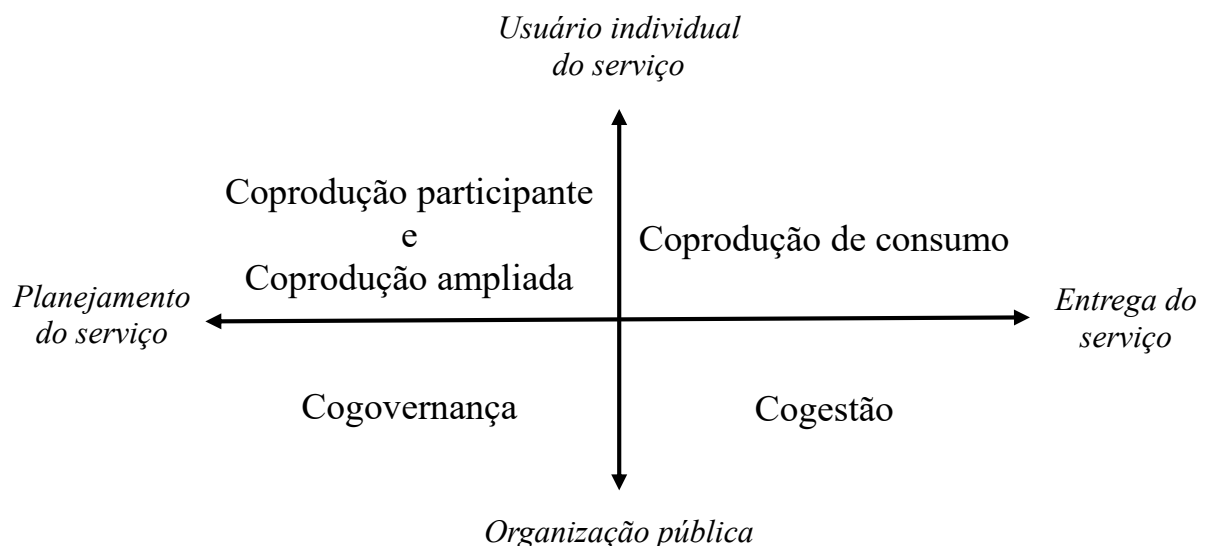 Usuário individual
do serviço
Coprodução participante
e
Coprodução ampliada
Coprodução de consumo
Planejamento
do serviço
Entrega do
serviço
Cogovernança
Cogestão
Organização pública